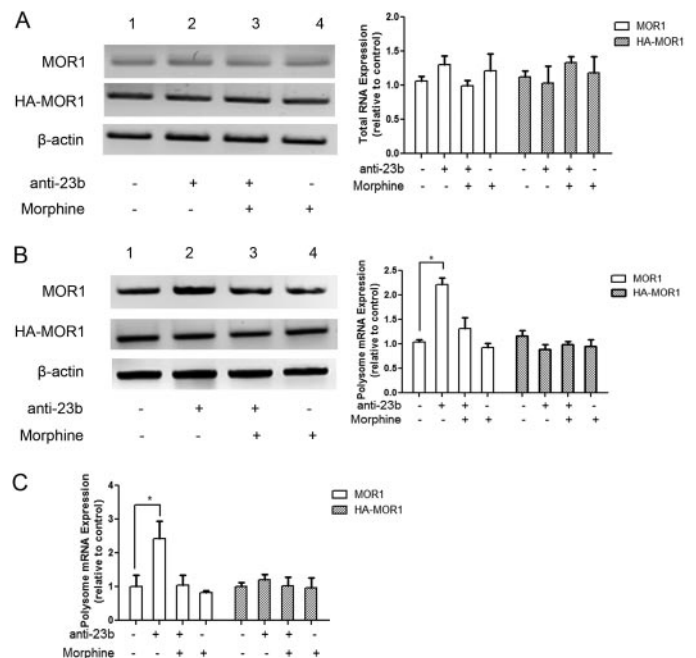 A
1 2 3 4
MOR1
HA-MOR1
β-actin
anti-23b - + + -
Morphine - - + +
Total RNA Expression
(relative to control)
2.0
1.5
1.0
0.5
0.0
MOR1
HA-MOR1
anti-23b - + + - - + + -
Morphine - - + + - - + +
B
1 2 3 4
MOR1
HA-MOR1
β-actin
anti-23b - + + -
Morphine - - + +
Polysome mRNA Expression
(relative to control)
2.5
2.0
1.5
1.0
0.5
0.0
*
MOR1
HA-MOR1
anti-23b - + + - - + + -
Morphine - - + + - - + +
C
Polysome mRNA Expression
(relative to control)
4
3
2
1
0
*
MOR1
HA-MOR1
anti-23b - + + - - + + -
Morphine - - + + - - + +